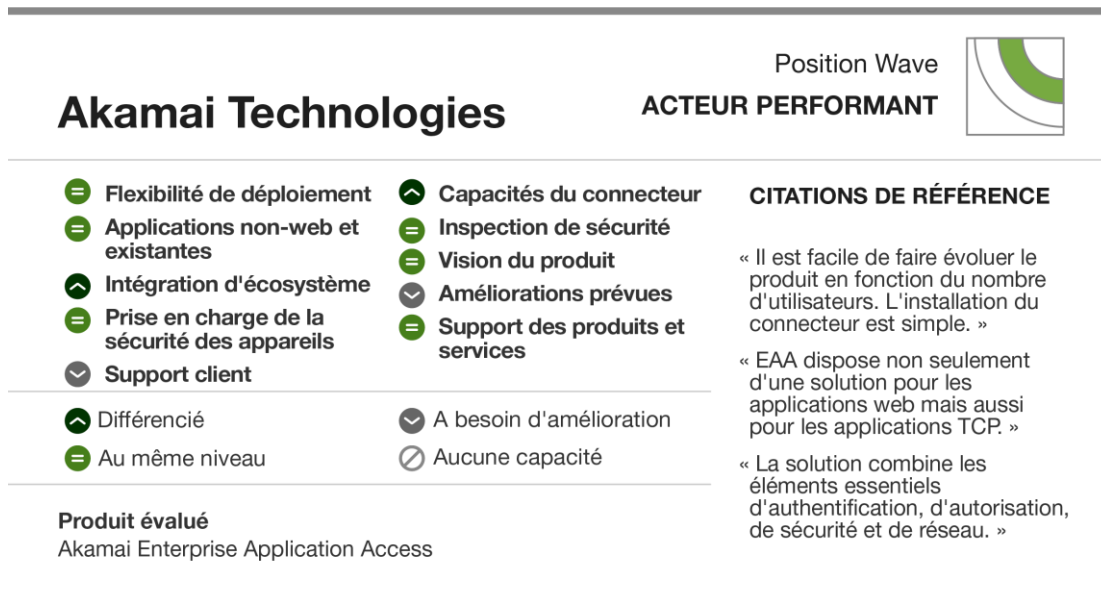 Position Wave
Akamai Technologies
ACTEUR PERFORMANT
Flexibilité de déploiement
Applications non-web et
existantes
Intégration d'écosystème
Prise en charge de la
sécurité des appareils
Support client
Capacités du connecteur
Inspection de sécurité
Vision du produit
Améliorations prévues
Support des produits et
services
Différencié
Au même niveau
A besoin d'amélioration
Aucune capacité
Produit évalué
Akamai Enterprise Application Access
CITATIONS DE RÉFÉRENCE
« Il est facile de faire évoluer le
produit en fonction du nombre
d'utilisateurs. L'installation du
connecteur est simple. »
« EAA dispose non seulement
d'une solution pour les
applications web mais aussi
pour les applications TCP. »
« La solution combine les
éléments essentiels
d'authentification, d'autorisation,
de sécurité et de réseau. »